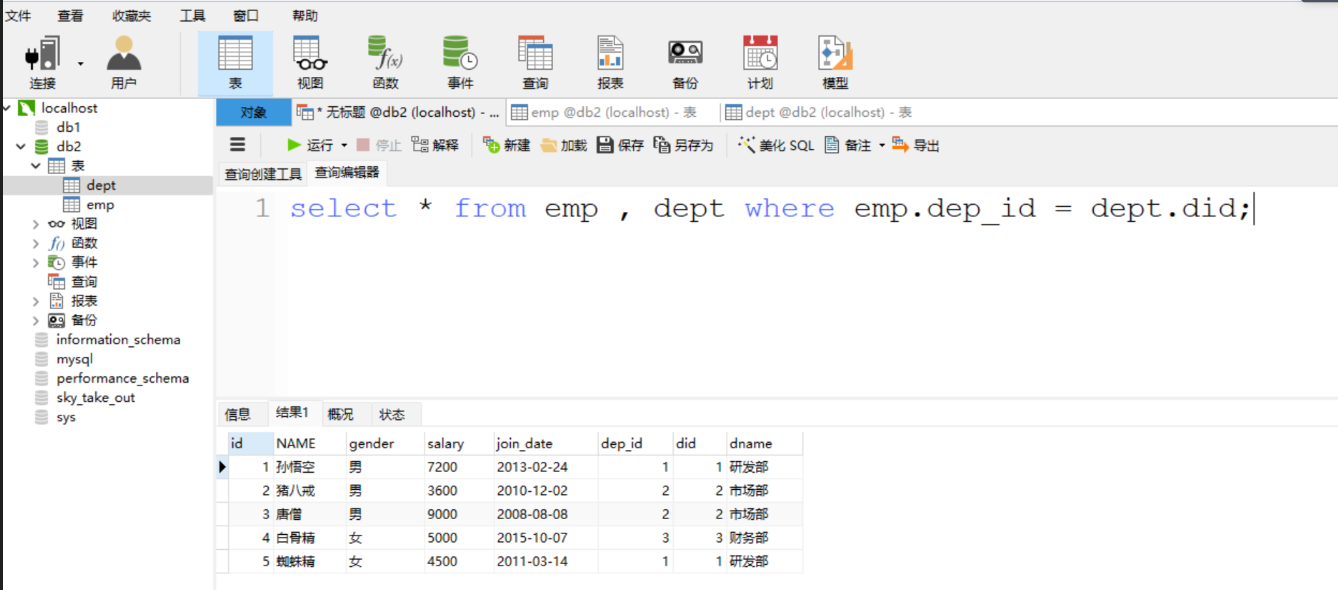 文件 查看 收藏夹 工具 窗口 帮助
连接 用户 表 视图 f(x) 函数 事件 查询 报表 备份 计划 模型
localhost
db1
db2
表
dept
emp
视图
f() 函数
事件
查询
报表
备份
information_schema
mysql
performance_schema
sky_take_out
sys
对象 * 无标题 @db2 (localhost) - ... emp @db2 (localhost) - 表 dept @db2 (localhost) - 表
运行 停止 解释 新建 加载 保存 另存为 美化 SQL 备注 导出
查询创建工具 查询编辑器
1 select * from emp , dept where emp.dep_id = dept.did;
信息 结果1 概况 状态
id NAME gender salary join_date dep_id did dname
1 孙悟空 男 7200 2013-02-24 1 1 研发部
2 猪八戒 男 3600 2010-12-02 2 2 市场部
3 唐僧 男 9000 2008-08-08 2 2 市场部
4 白骨精 女 5000 2015-10-07 3 3 财务部
5 蜘蛛精 女 4500 2011-03-14 1 1 研发部